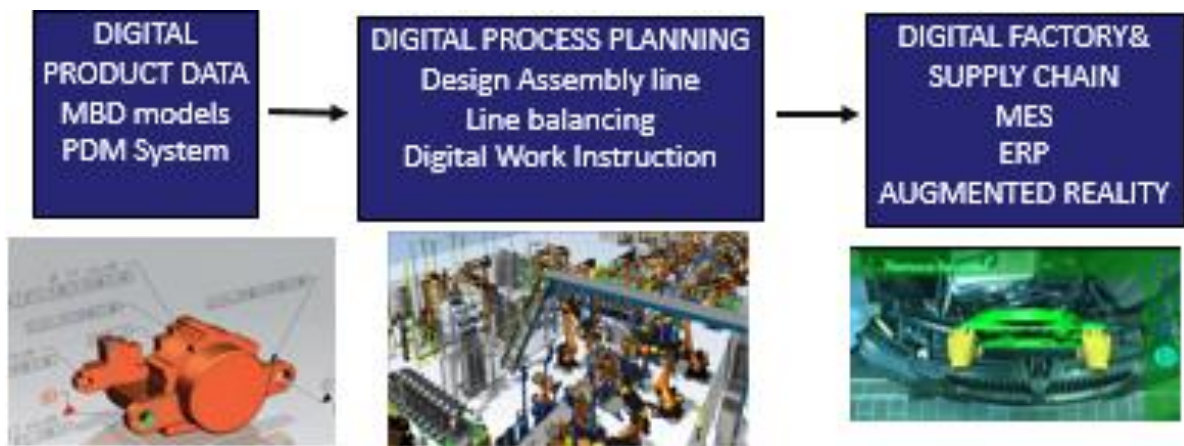 DIGITAL
PRODUCT DATA
MBD models
PDM System
DIGITAL PROCESS PLANNING
Design Assembly line
Line balancing
Digital Work Instruction
DIGITAL FACTORY&
SUPPLY CHAIN
MES
ERP
AUGMENTED REALITY